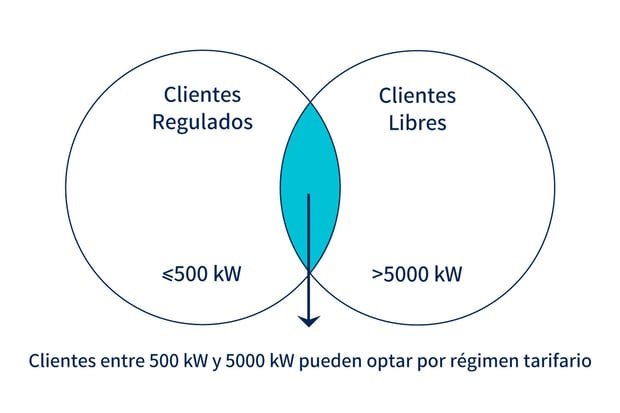 Clientes
Regulados
Clientes
Libres
⩽500 kW
>5000 kW
Clientes entre 500 kW y 5000 kW pueden optar por régimen tarifario